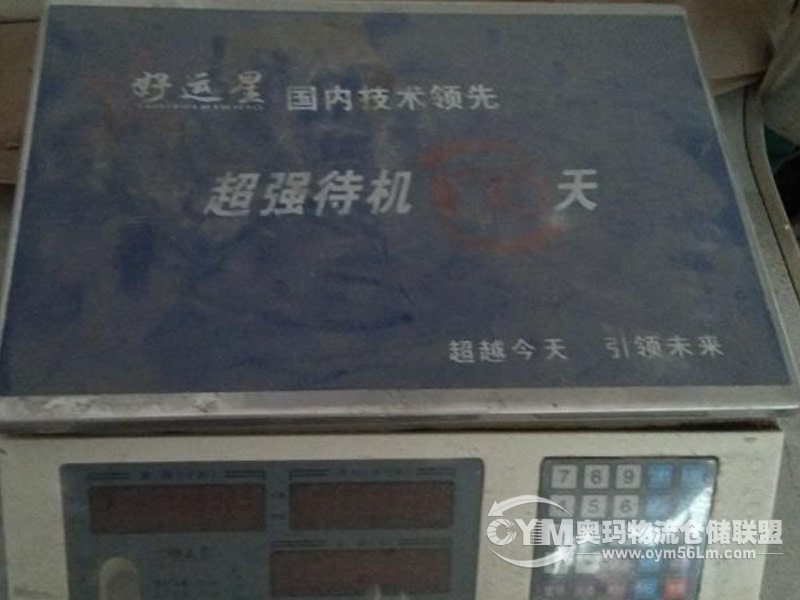 好运星 国内技术领先
超强待机 天
超越今天 引领未来
7 8 9
4 5 6
OYM 奥玛物流仓储联盟
www.oym56lm.com